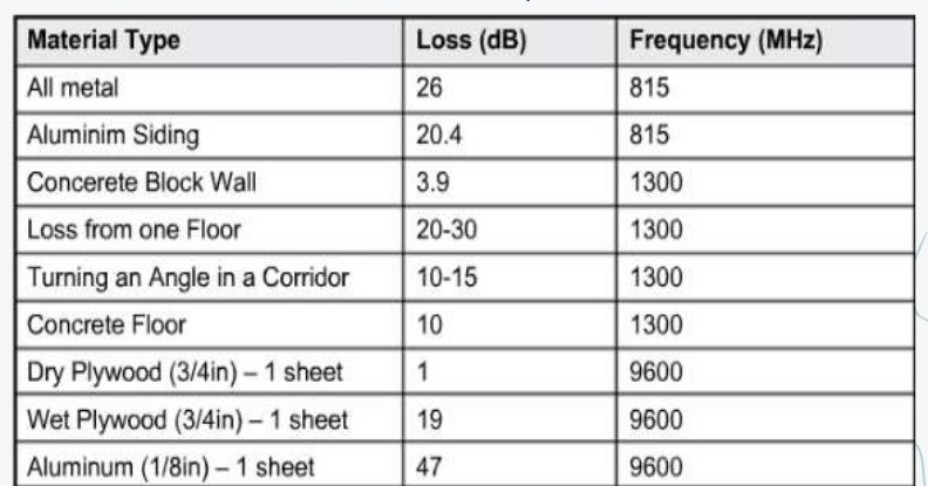 Material Type Loss (dB) Frequency (MHz)
All metal 26 815
Aluminim Siding 20.4 815
Concerete Block Wall 3.9 1300
Loss from one Floor 20-30 1300
Turning an Angle in a Corridor 10-15 1300
Concrete Floor 10 1300
Dry Plywood (3/4in) – 1 sheet 1 9600
Wet Plywood (3/4in) – 1 sheet 19 9600
Aluminum (1/8in) – 1 sheet 47 9600